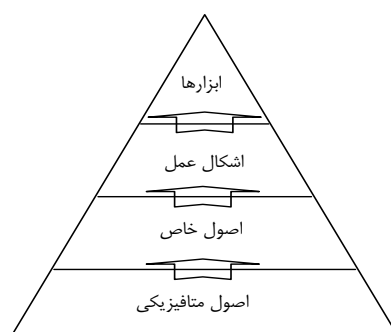 ابزارها
اشکال عمل
اصول خاص
اصول متافیزیکی